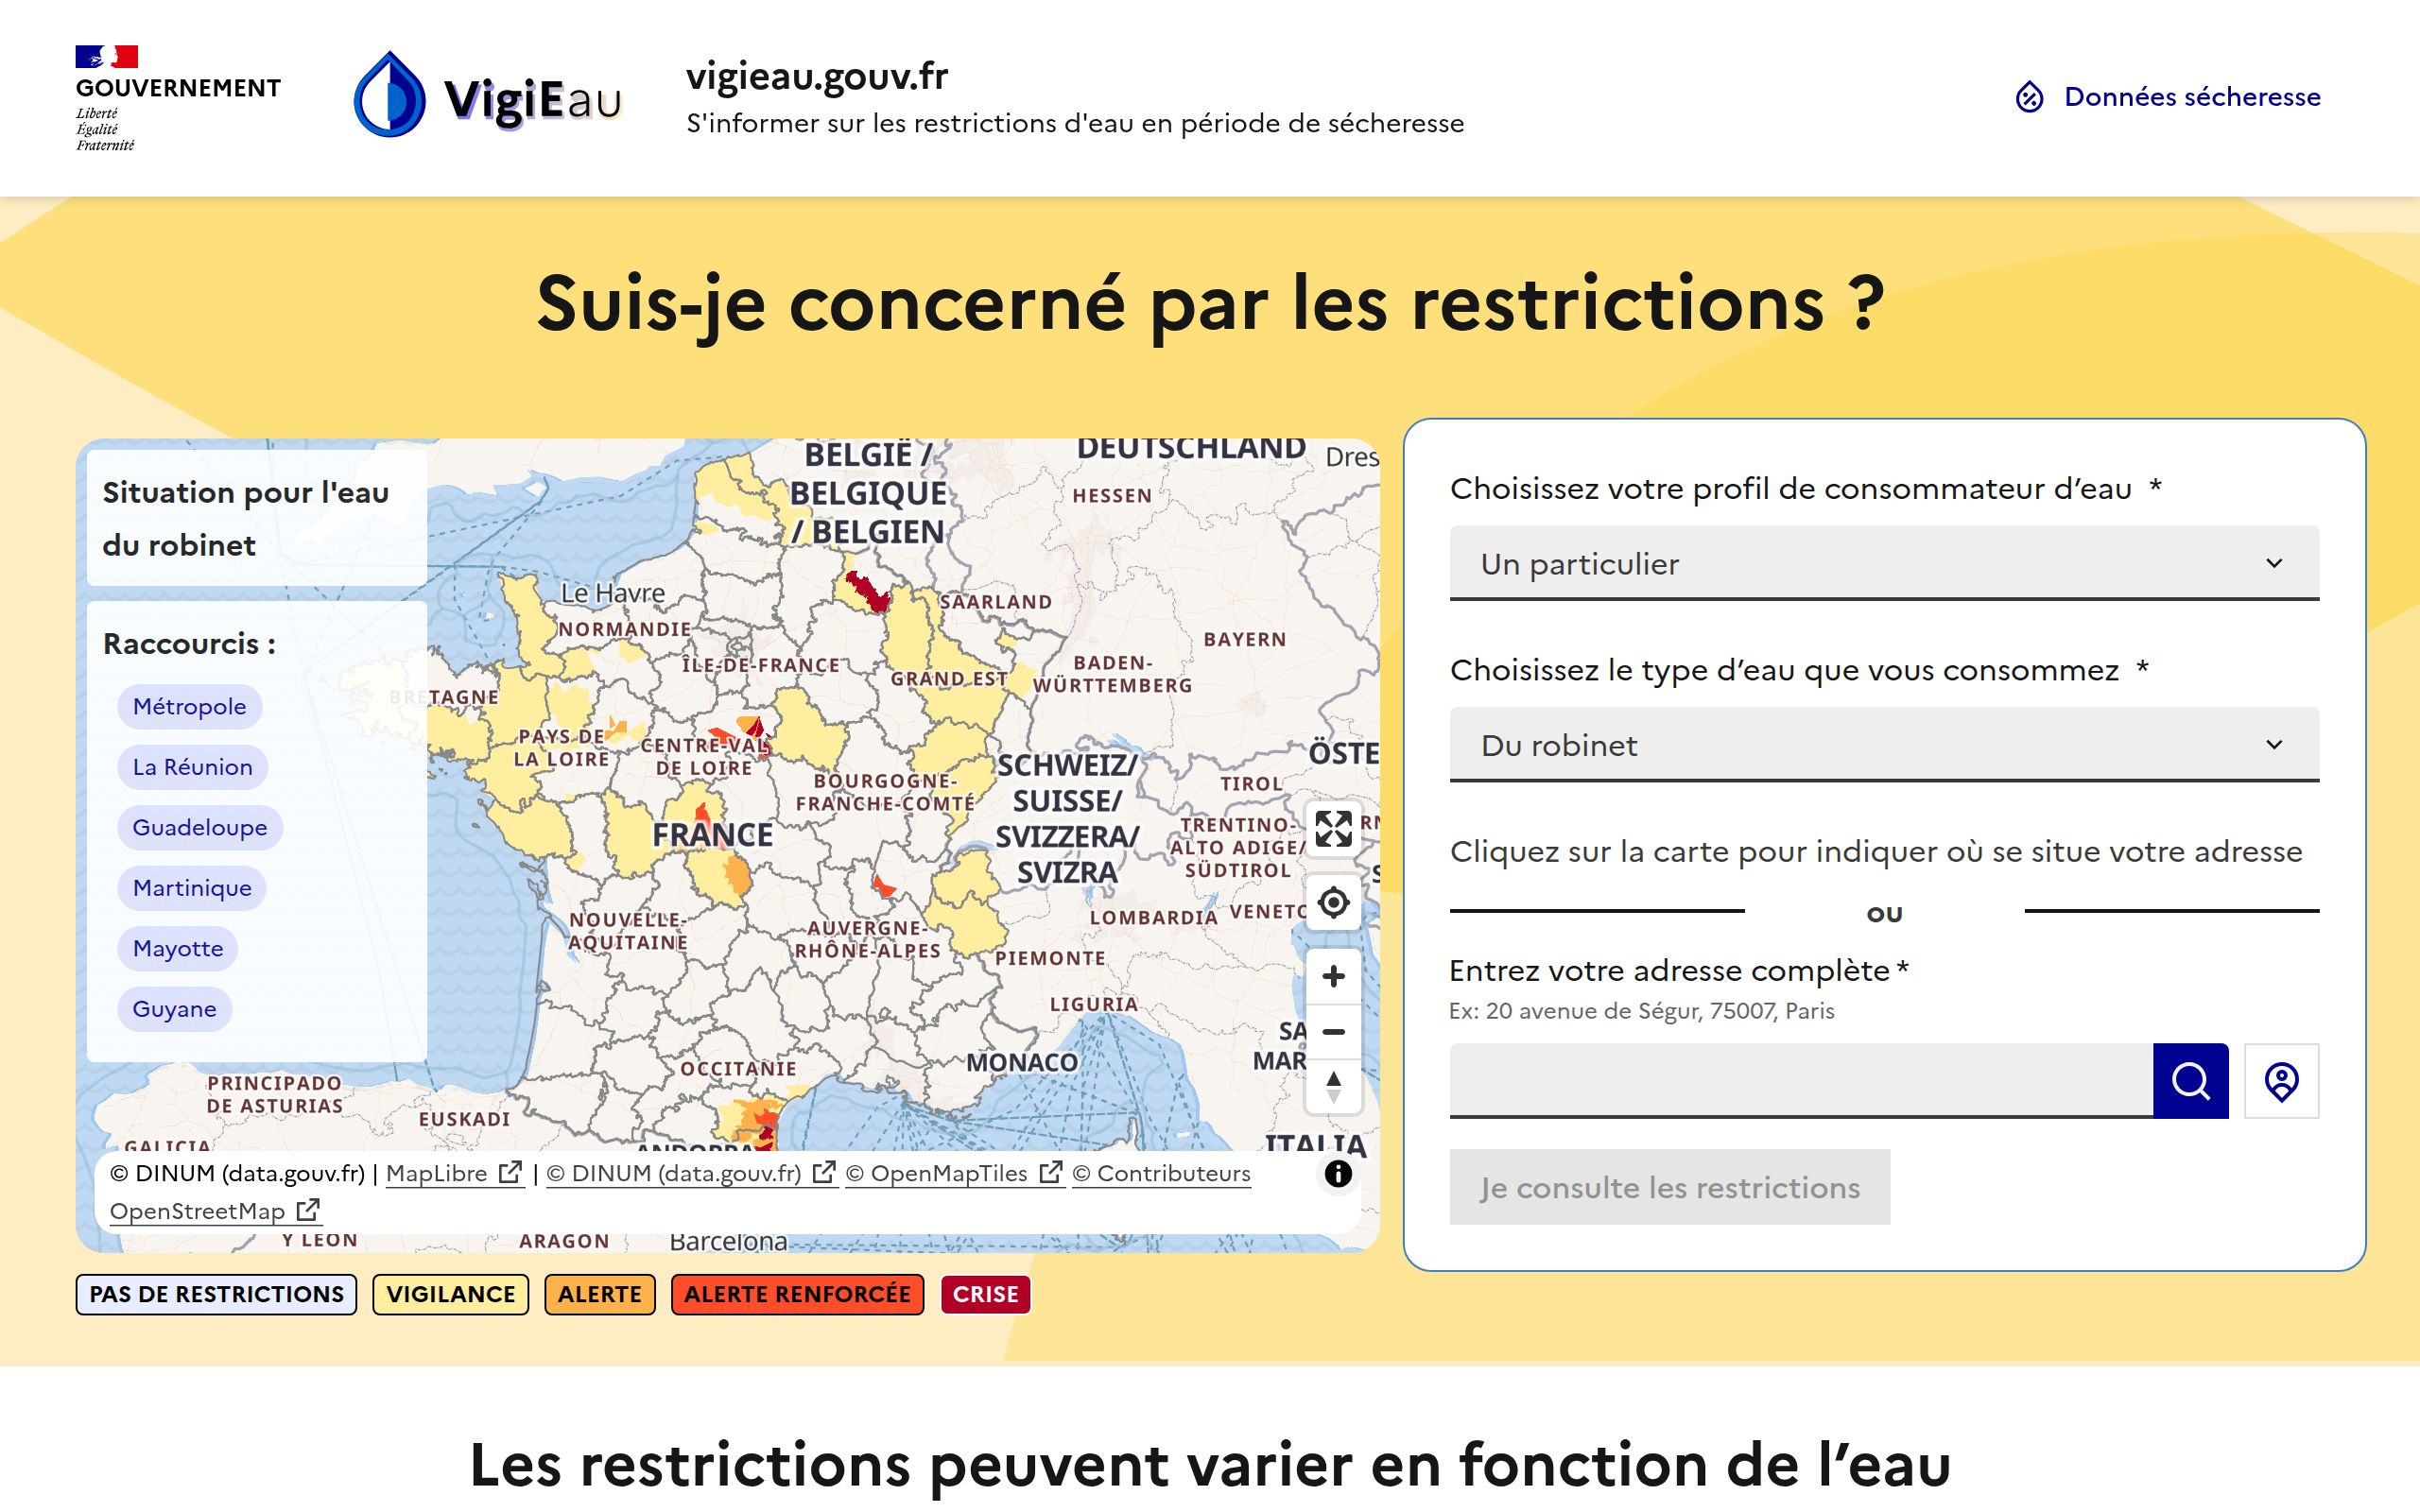 GOUVERNEMENT
Liberté
Égalité
Fraternité
VigiEau
vigieau.gouv.fr
S'informer sur les restrictions d'eau en période de sécheresse
Données sécheresse
Suis-je concerné par les restrictions ?
Situation pour l'eau
du robinet
Raccourcis :
Métropole
La Réunion
Guadeloupe
Martinique
Mayotte
Guyane
BELGIË /
BELGIQUE
/ BELGIEN
DEUTSCHLAND
Dres
HESSEN
Le Havre
NORMANDIE
SAARLAND
BAYERN
ÎLE-DE-FRANCE
GRAND EST
BADEN-
WÜRTTEMBERG
BRETAGNE
PAYS DE
LA LOIRE
CENTRE-VAL
DE LOIRE
BOURGOGNE-
FRANCHE-COMTÉ
SCHWEIZ/
SUISSE/
SVIZZERA/
SVIZRA
ÖSTE
TIROL
TRENTINO-
ALTO ADIGE/
SÜDTIROL
FRANCE
NOUVELLE-
AQUITAINE
AUVERGNE-
RHÔNE-ALPES
LOMBARDIA
VENETO
PIEMONTE
LIGURIA
SA
MAR
MONACO
OCCITANIE
PRINCIPADO
DE ASTURIAS
EUSKADI
GALICIA
ANDORRA
ITALIA
© DINUM (data.gouv.fr) | MapLibre | © DINUM (data.gouv.fr) © OpenMapTiles © Contributeurs
OpenStreetMap
Y LEÓN
ARAGÓN
Barcelona
PAS DE RESTRICTIONS
VIGILANCE
ALERTE
ALERTE RENFORCÉE
CRISE
Choisissez votre profil de consommateur d’eau *
Un particulier
Choisissez le type d’eau que vous consommez *
Du robinet
Cliquez sur la carte pour indiquer où se situe votre adresse
OU
Entrez votre adresse complète *
Ex: 20 avenue de Ségur, 75007, Paris
Je consulte les restrictions
Les restrictions peuvent varier en fonction de l’eau